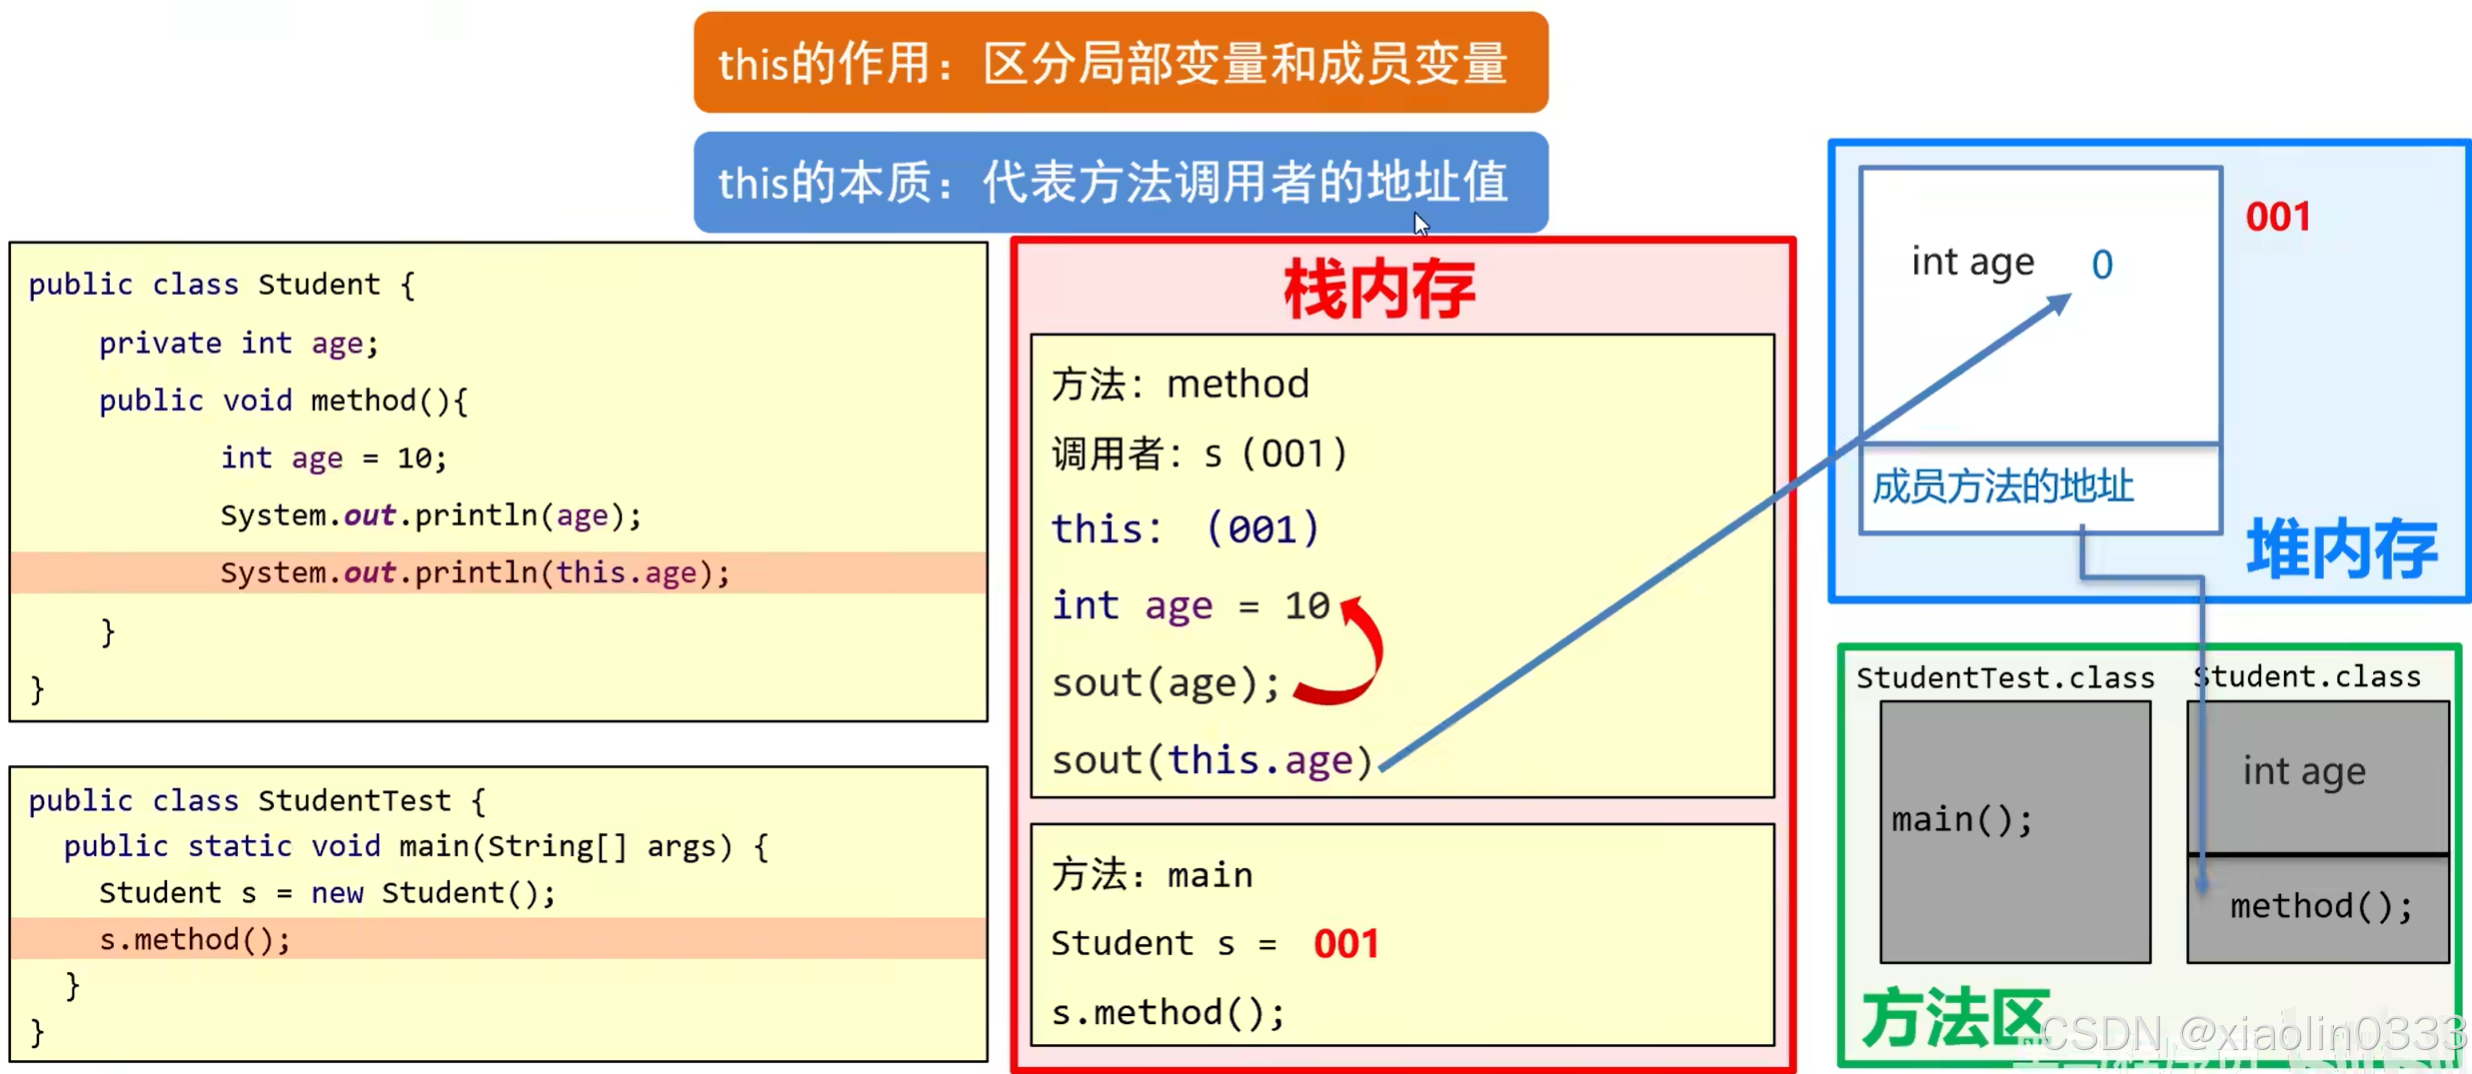 this的作用：区分局部变量和成员变量
this的本质：代表方法调用者的地址值
public class Student {
private int age;
public void method(){
int age = 10;
System.out.println(age);
System.out.println(this.age);
}
}
public class StudentTest {
public static void main(String[] args) {
Student s = new Student();
s.method();
}
}
栈内存
方法：method
调用者：s（001）
this：（001）
int age = 10
sout(age);
sout(this.age)
方法：main
Student s = 001
s.method();
001
int age 0
成员方法的地址
堆内存
StudentTest.class
main();
Student.class
int age
method();
方法区
CSDN @xiaolin0333